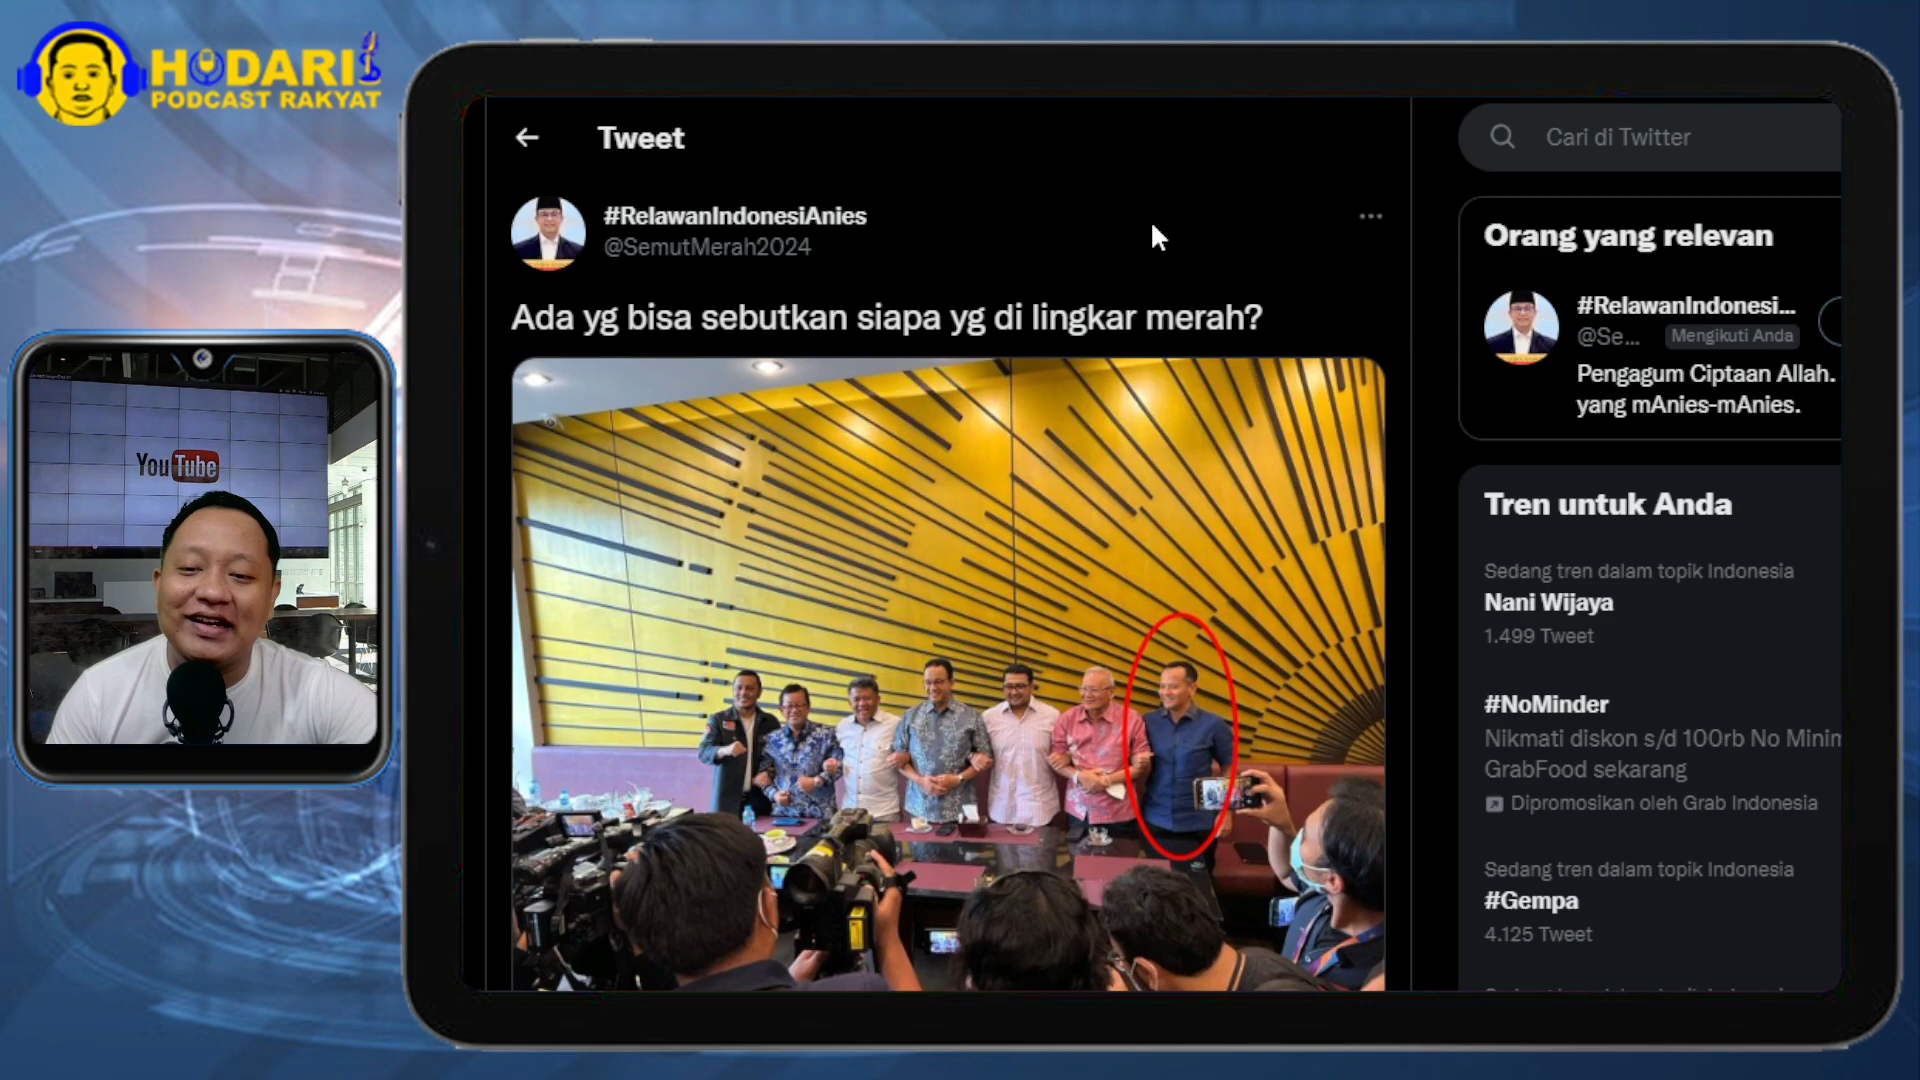 HODARI
PODCAST RAKYAT
YouTube
Tweet
#RelawanIndonesiAnies
@SemutMerah2024
Ada yg bisa sebutkan siapa yg di lingkar merah?
Cari di Twitter
Orang yang relevan
#RelawanIndonesi...
@Se... Mengikuti Anda
Pengagum Ciptaan Allah.
yang mAnies-mAnies.
Tren untuk Anda
Sedang tren dalam topik Indonesia
Nani Wijaya
1.499 Tweet
#NoMinder
Nikmati diskon s/d 100rb No Minim
GrabFood sekarang
Dipromosikan oleh Grab Indonesia
Sedang tren dalam topik Indonesia
#Gempa
4.125 Tweet